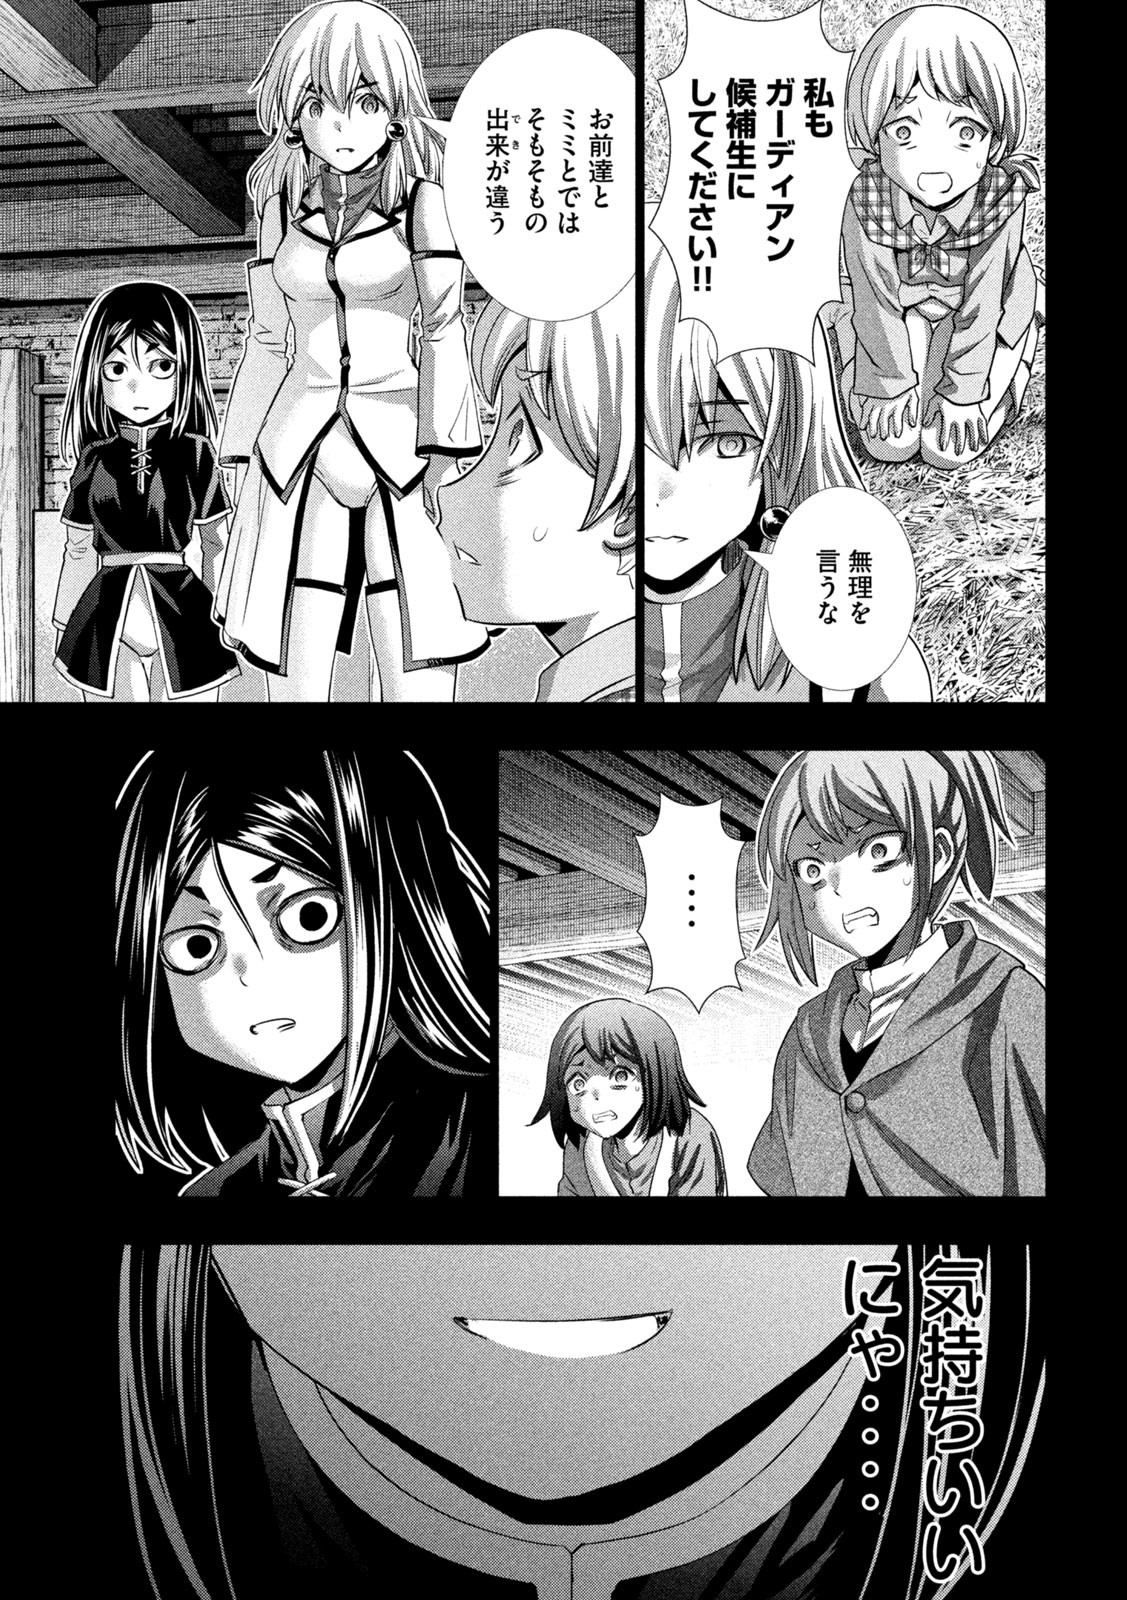 私も
ガーディアン
候補生に
してください!!
無理を
言うな
お前達と
ミミとでは
そもそもの
出来が違う
でき
・・・・
気持ちいい
にゃ・・・・・